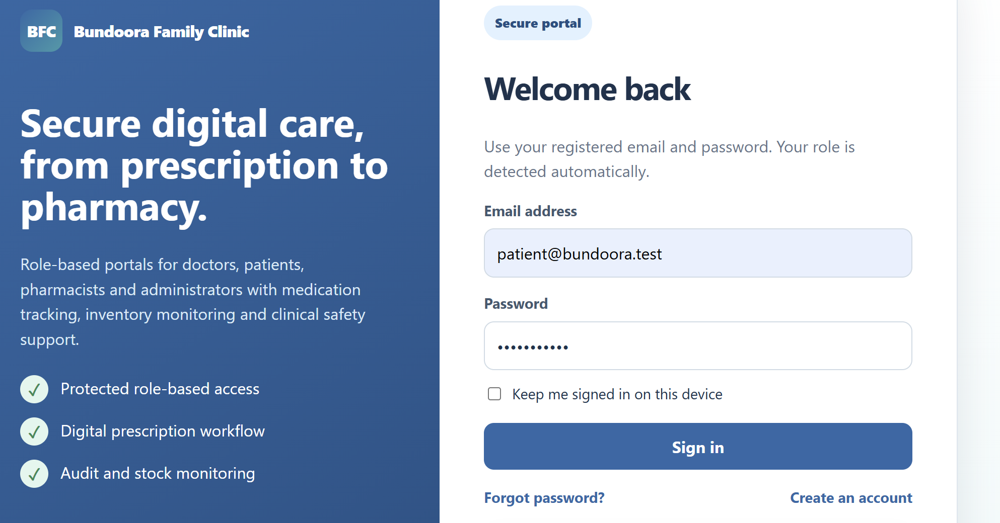 BFC
Bundoora Family Clinic
Secure digital care,
from prescription to
pharmacy.
Role-based portals for doctors, patients,
pharmacists and administrators with medication
tracking, inventory monitoring and clinical safety
support.
✓ Protected role-based access
✓ Digital prescription workflow
✓ Audit and stock monitoring
Secure portal
Welcome back
Use your registered email and password. Your role is
detected automatically.
Email address
patient@bundoora.test
Password
•••••••••••
Keep me signed in on this device
Sign in
Forgot password?
Create an account